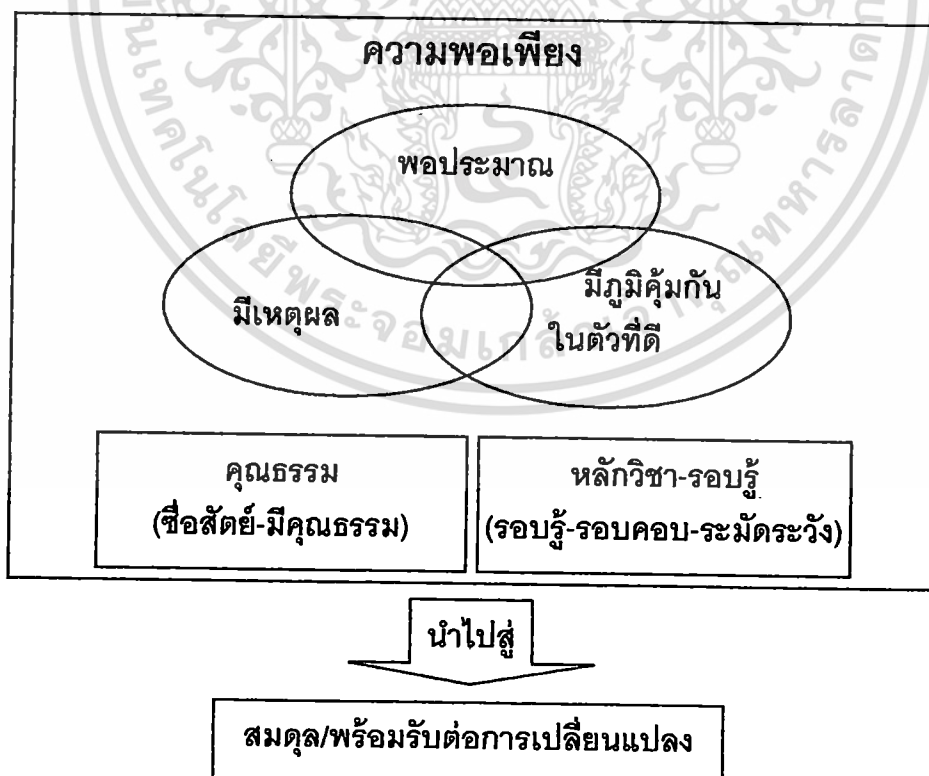 ความพอเพียง
พอประมาณ
มีเหตุผล
มีภูมิคุ้มกัน
ในตัวที่ดี
คุณธรรม
(ซื่อสัตย์-มีคุณธรรม)
หลักวิชา-รอบรู้
(รอบรู้-รอบคอบ-ระมัดระวัง)
นำไปสู่
สมดุล/พร้อมรับต่อการเปลี่ยนแปลง